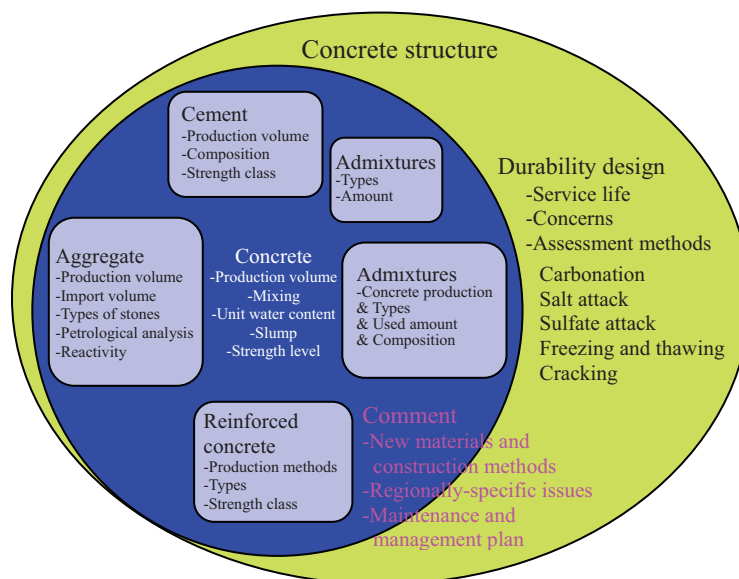 Concrete structure
Cement
-Production volume
-Composition
-Strength class
Admixtures
-Types
-Amount
Durability design
-Service life
-Concerns
-Assessment methods
Carbonation
Salt attack
Sulfate attack
Freezing and thawing
Cracking
Aggregate
-Production volume
-Import volume
-Types of stones
-Petrological analysis
-Reactivity
Concrete
-Production volume
-Mixing
-Unit water content
-Slump
-Strength level
Admıxtures
-Concrete production
& Types
& Used amount
& Composition
Reinforced
concrete
-Production methods
-Types
-Strength class
Comment
-New materials and
construction methods
-Regionally-specific issues
-Maintenance and
management plan